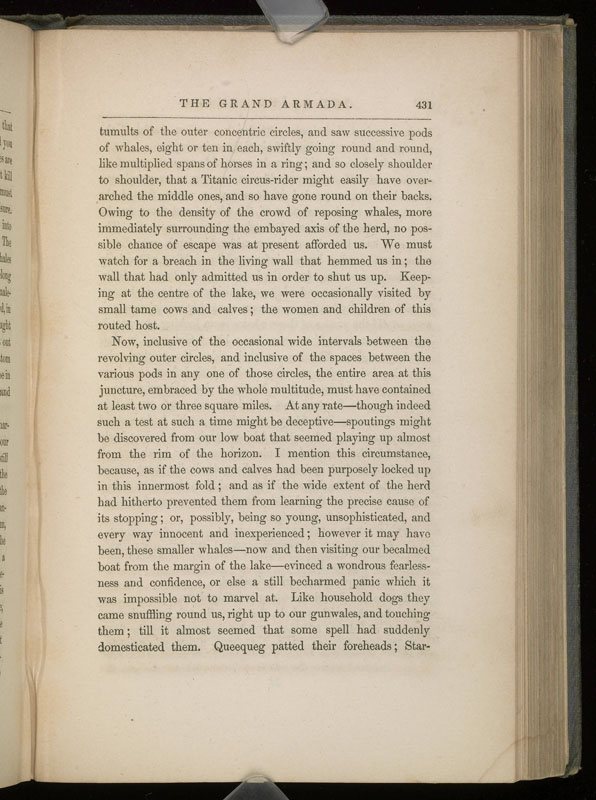 THE GRAND ARMADA. 431
tumults of the outer concentric circles, and saw successive pods
of whales, eight or ten in each, swiftly going round and round,
like multiplied spans of horses in a ring; and so closely shoulder
to shoulder, that a Titanic circus-rider might easily have over-
arched the middle ones, and so have gone round on their backs.
Owing to the density of the crowd of reposing whales, more
immediately surrounding the embayed axis of the herd, no pos-
sible chance of escape was at present afforded us. We must
watch for a breach in the living wall that hemmed us in; the
wall that had only admitted us in order to shut us up. Keep-
ing at the centre of the lake, we were occasionally visited by
small tame cows and calves; the women and children of this
routed host.
Now, inclusive of the occasional wide intervals between the
revolving outer circles, and inclusive of the spaces between the
various pods in any one of those circles, the entire area at this
juncture, embraced by the whole multitude, must have contained
at least two or three square miles. At any rate—though indeed
such a test at such a time might be deceptive—spoutings might
be discovered from our low boat that seemed playing up almost
from the rim of the horizon. I mention this circumstance,
because, as if the cows and calves had been purposely locked up
in this innermost fold; and as if the wide extent of the herd
had hitherto prevented them from learning the precise cause of
its stopping; or, possibly, being so young, unsophisticated, and
every way innocent and inexperienced; however it may have
been, these smaller whales—now and then visiting our becalmed
boat from the margin of the lake—evinced a wondrous fearless-
ness and confidence, or else a still becharmed panic which it
was impossible not to marvel at. Like household dogs they
came snuffling round us, right up to our gunwales, and touching
them; till it almost seemed that some spell had suddenly
domesticated them. Queequeg patted their foreheads; Star-